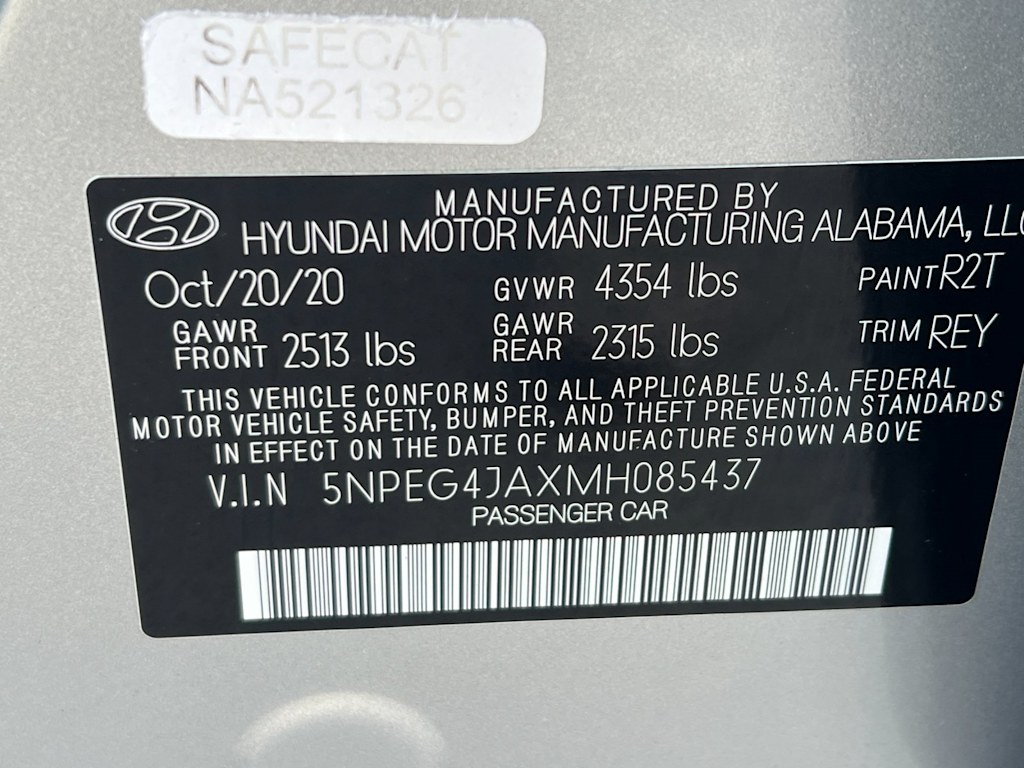 SAFECAT
NA521326
MANUFACTURED BY
HYUNDAI MOTOR MANUFACTURING ALABAMA, LLC
Oct/20/20 GVWR 4354 lbs PAINT R2T
GAWR FRONT 2513 lbs GAWR REAR 2315 lbs TRIM REY
THIS VEHICLE CONFORMS TO ALL APPLICABLE U.S.A. FEDERAL
MOTOR VEHICLE SAFETY, BUMPER, AND THEFT PREVENTION STANDARDS
IN EFFECT ON THE DATE OF MANUFACTURE SHOWN ABOVE
V.I.N 5NPEG4JAXMH085437
PASSENGER CAR